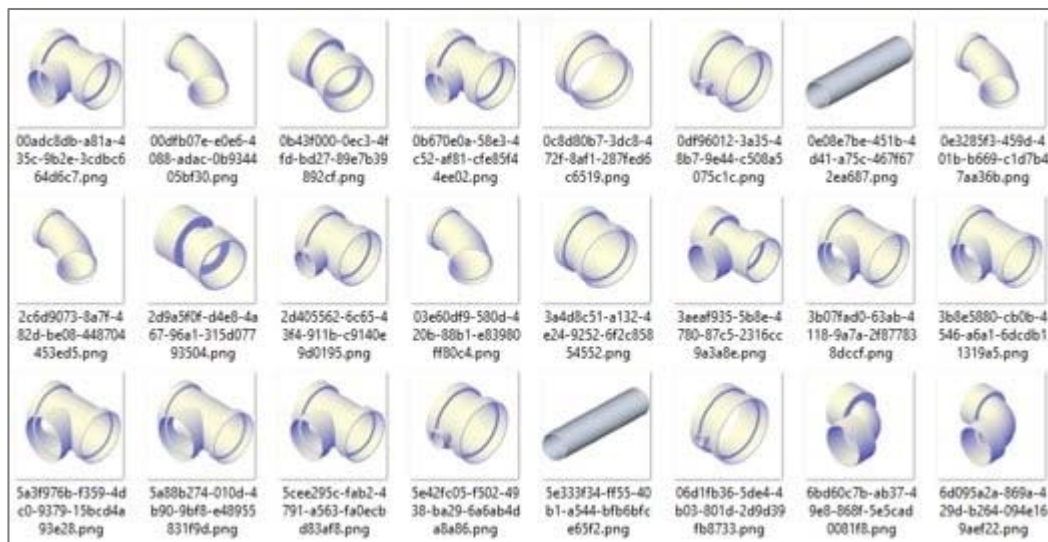 00adc8db-a81a-4 00dfb07e-e0e6-4 0b43f000-0ec3-4f 0b670e0a-58e3-4 0c8d80b7-3dc8-4 0df96012-3a35-4 0e08e7be-451b-4 0e3285f3-459d-4
35c-9b2e-3cdbc6 088-adac-0b9344 fd-bd27-89e7b39 c52-af81-cfe85f4 72f-8af1-287fed6 8b7-9e44-c508a5 d41-a75c-467f67 01b-b669-c1d7b4
64d6c7.png 05bf30.png 892cf.png 4ee02.png c6519.png 075c1c.png 2ea687.png 7aa36b.png
2c6d9073-8a7f-4 2d9a5f0f-d4e8-4a 2d405562-6c65-4 03e60df9-580d-4 3a4d8c51-a132-4 3aeaf935-5b8e-4 3b07fad0-63ab-4 3b8e5880-cb0b-4
82d-be08-448704 67-96a1-315d077 3f4-911b-c9140e 20b-88b1-e83980 e24-9252-6f2c858 780-87c5-2316cc 118-9a7a-2f87783 546-a6a1-6dcdb1
453ed5.png 93504.png 9d0195.png ff80c4.png 54552.png 9a3a8e.png 8dccf.png 1319a5.png
5a3f976b-f359-4d 5a88b274-010d-4 5cee295c-fab2-4 5e42fc05-f502-49 5e333f34-ff55-40 06d1fb36-5de4-4 6bd60c7b-ab37-4 6d095a2a-869a-4
c0-9379-15bcd4a b90-9bf8-e48955 791-a563-fa0ecb 38-ba29-6a6ab4d b1-a544-bfb6bfc b03-801d-2d9d39 9e8-868f-5e5cad 29d-b264-094e16
93e28.png 831f9d.png d83af8.png a8a86.png e65f2.png fb8733.png 0081f8.png 9aef22.png